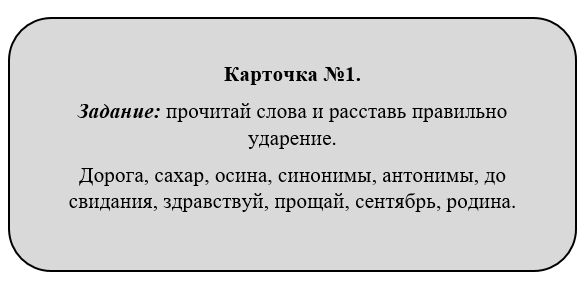 Карточка №1.
Задание: прочитай слова и расставь правильно
ударение.
Дорога, сахар, осина, синонимы, антонимы, до
свидания, здравствуй, прощай, сентябрь, родина.